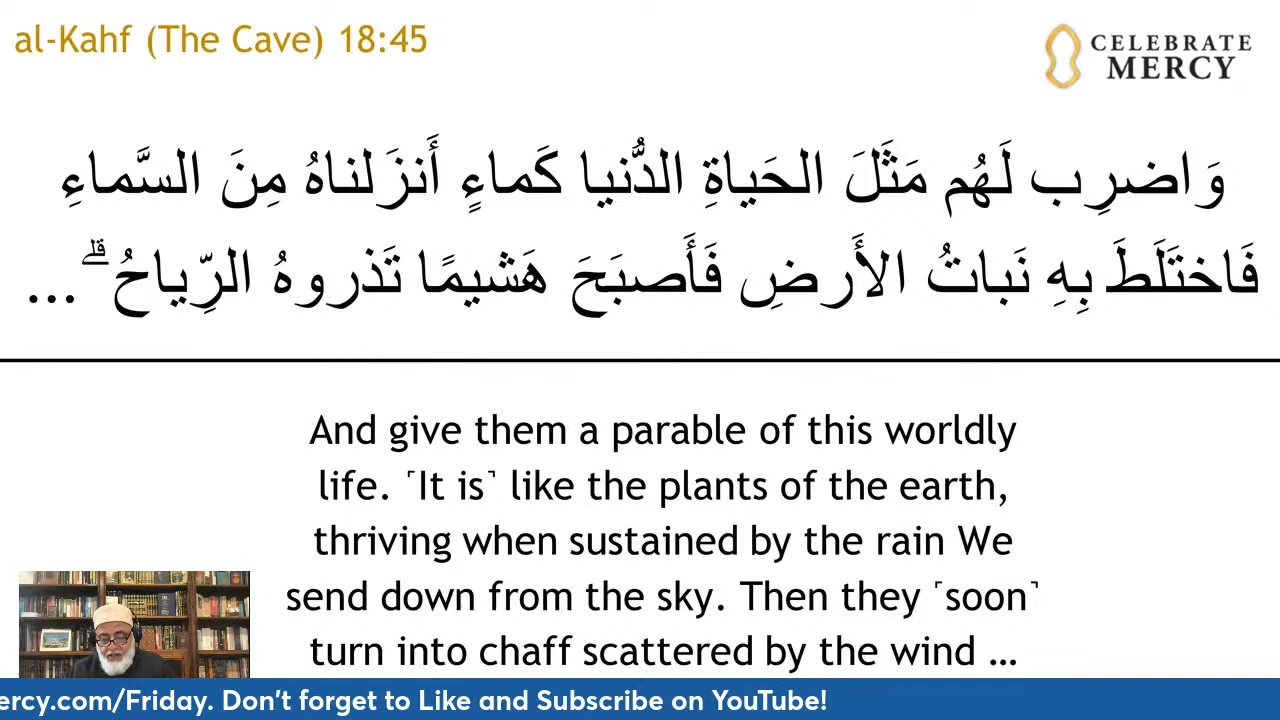 al-Kahf (The Cave) 18:45
CELEBRATE
MERCY
وَاضرِب لَهُم مَثَلَ الحَياةِ الدُّنيا كَماءٍ أَنزَلناهُ مِنَ السَّماءِ
فَاختَلَطَ بِهِ نَباتُ الأَرضِ فَأَصبَحَ هَشيمًا تَذروهُ الرِّياحُ ۗ ...
And give them a parable of this worldly
life. ˹It is˺ like the plants of the earth,
thriving when sustained by the rain We
send down from the sky. Then they ˹soon˺
turn into chaff scattered by the wind ...
ercy.com/Friday. Don't forget to Like and Subscribe on YouTube!